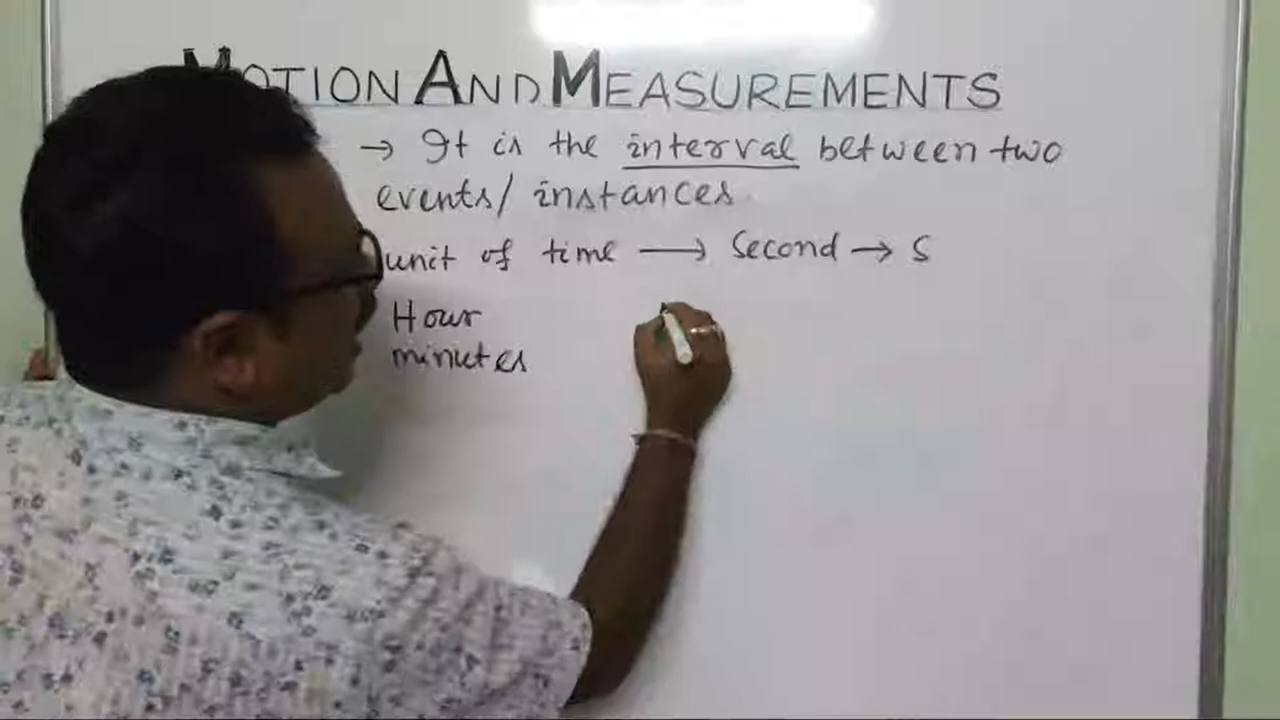 MOTION AND MEASUREMENTS
→ It is the interval between two
events/ instances.
unit of time → Second → S
Hour
minutes